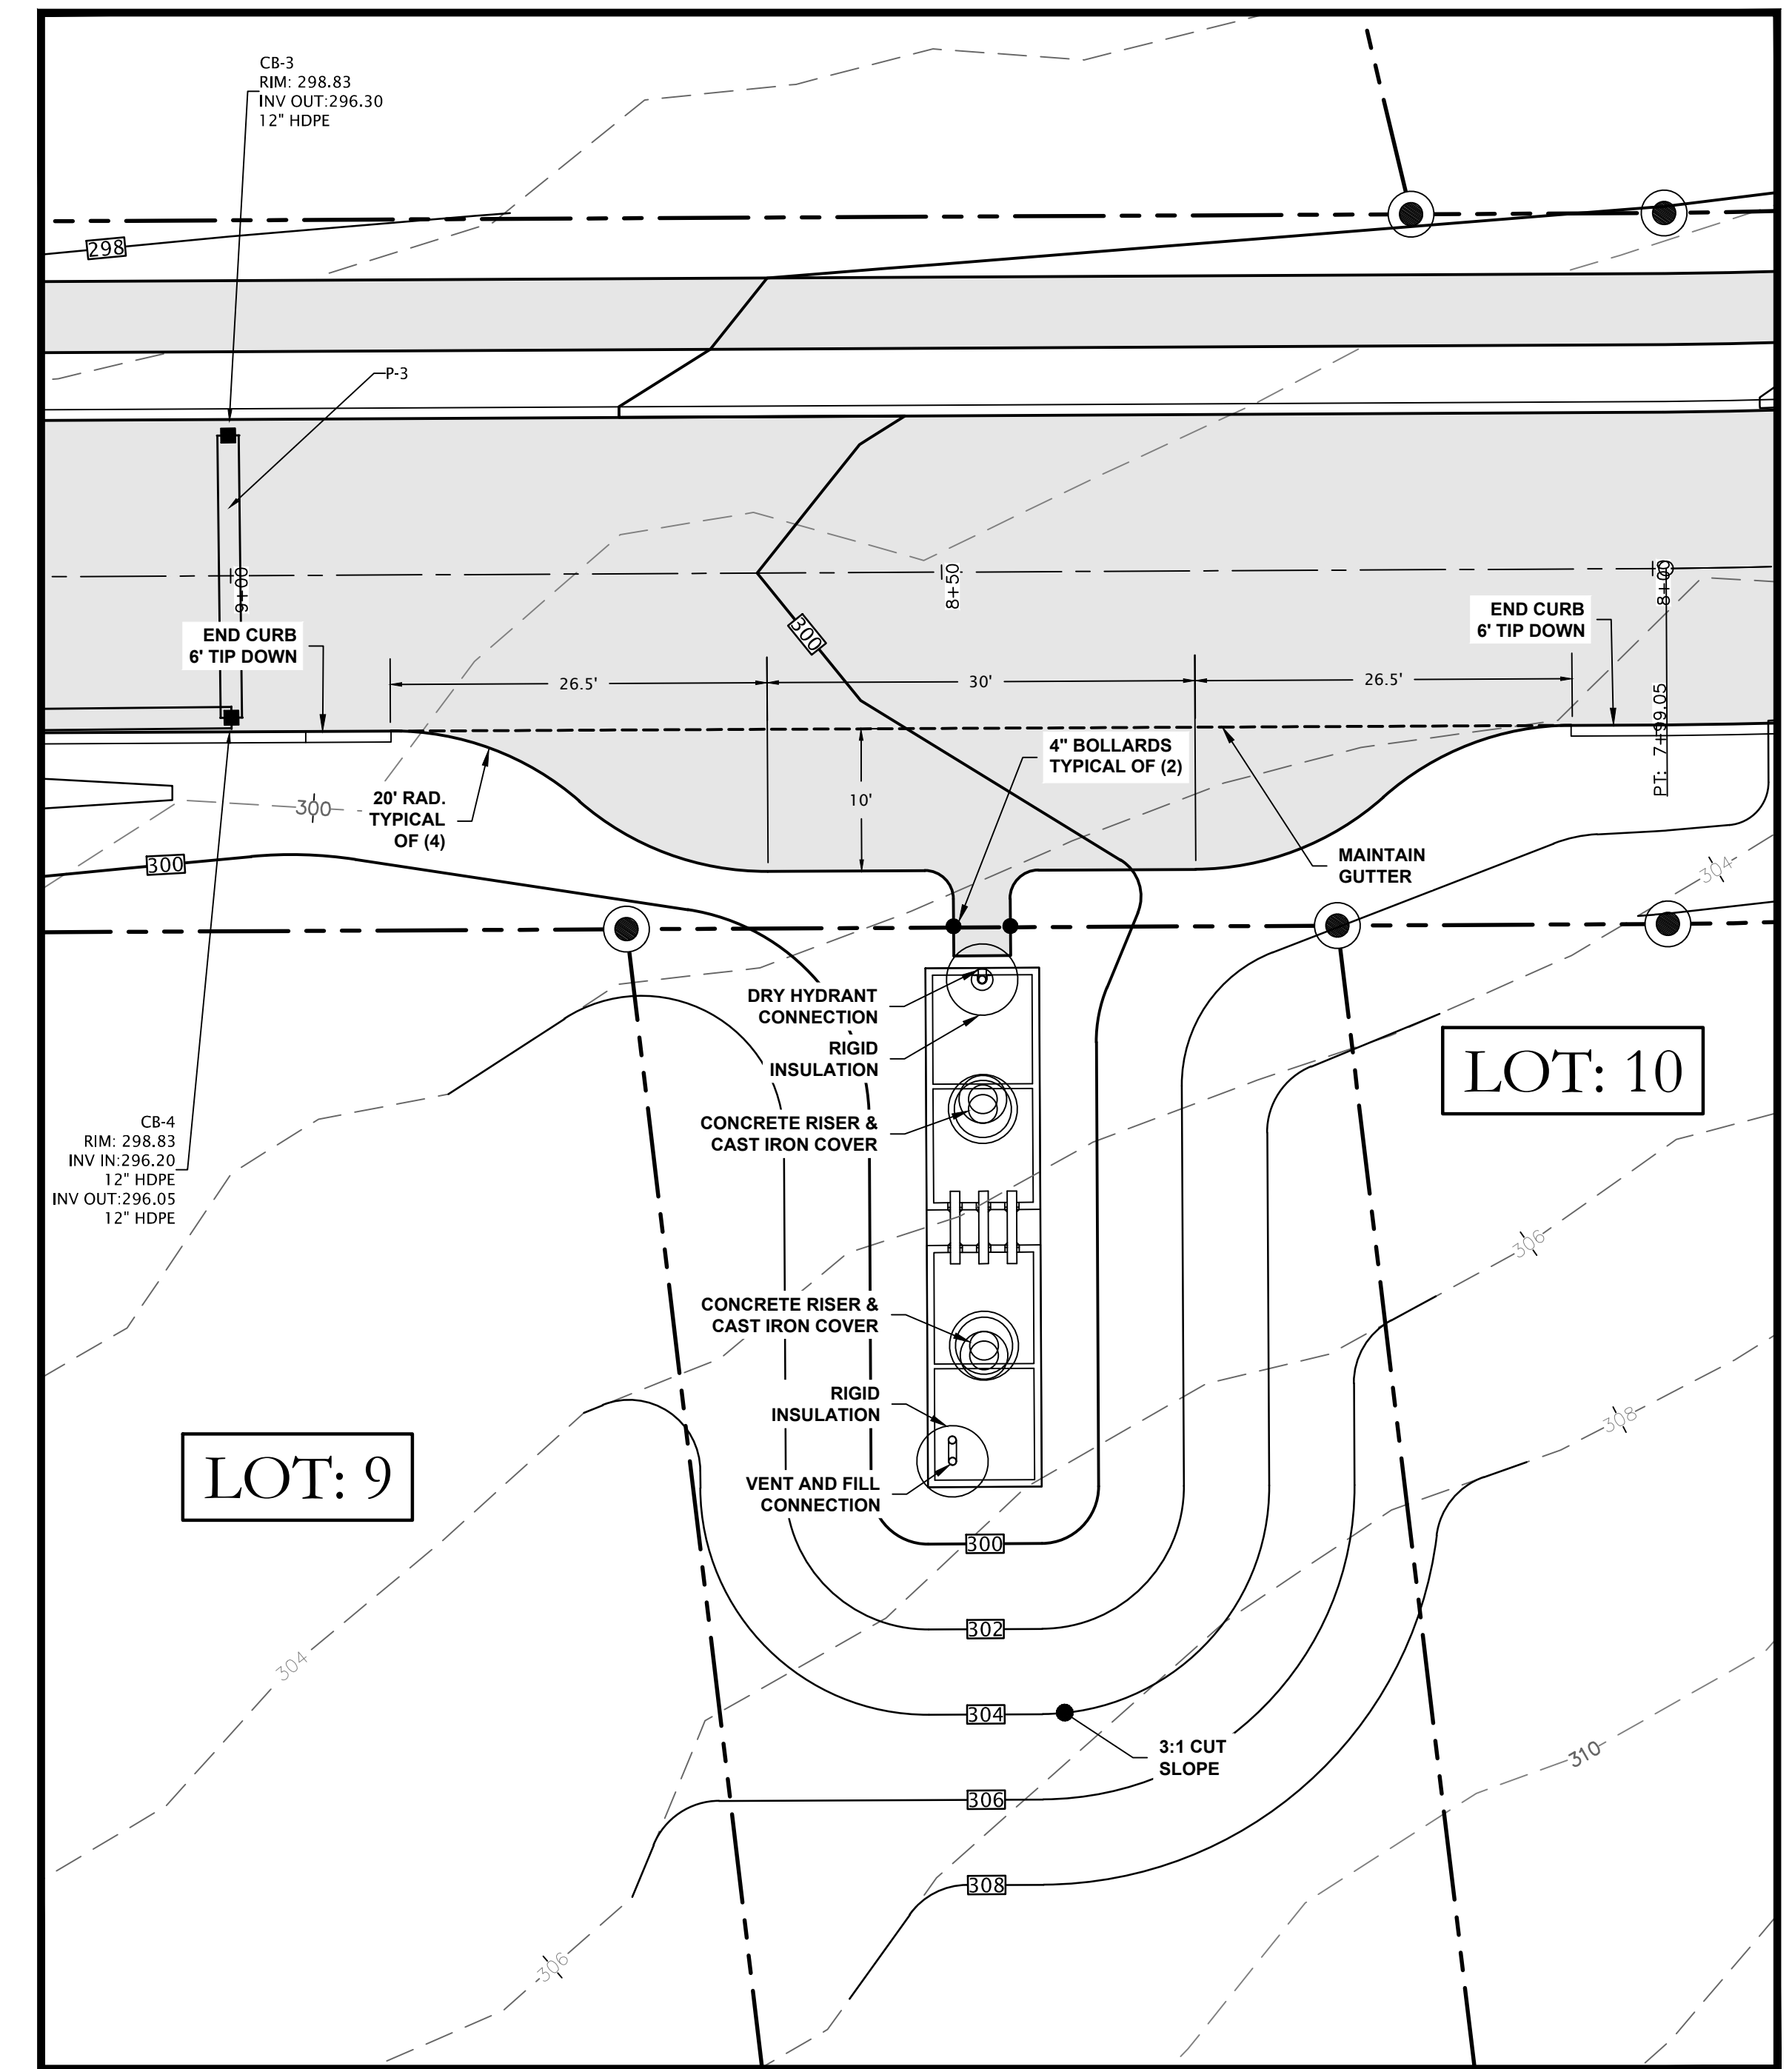 CB-3
RIM: 298.83
INV OUT:296.30
12" HDPE
298
P-3
9+00
8+50
8+00
300
END CURB
6' TIP DOWN
END CURB
6' TIP DOWN
26.5'
30'
26.5'
PT: 7+99.05
4" BOLLARDS
TYPICAL OF (2)
10'
20' RAD.
TYPICAL
OF (4)
300
300
MAINTAIN
GUTTER
304
DRY HYDRANT
CONNECTION
RIGID
INSULATION
LOT: 10
CONCRETE RISER &
CAST IRON COVER
CB-4
RIM: 298.83
INV IN:296.20
12" HDPE
INV OUT:296.05
12" HDPE
306
CONCRETE RISER &
CAST IRON COVER
RIGID
INSULATION
308
LOT: 9
VENT AND FILL
CONNECTION
300
302
304
304
3:1 CUT
SLOPE
310
306
308
306